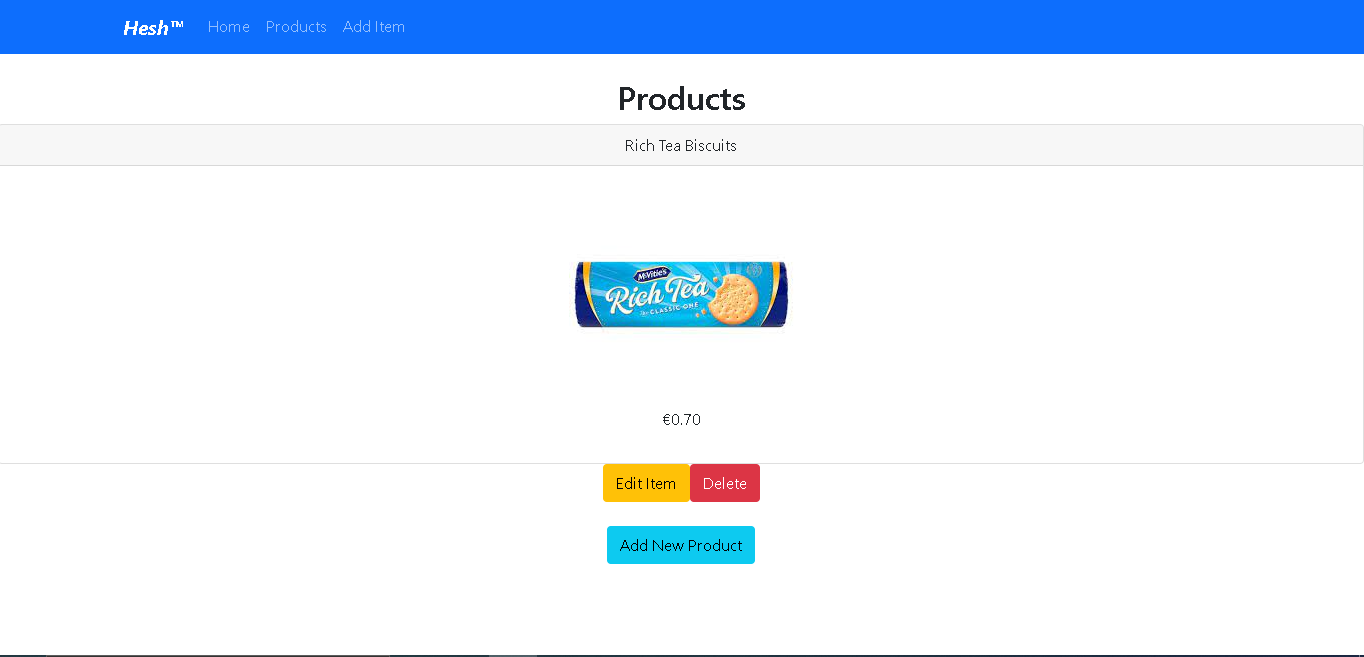 Hesh™ Home Products Add Item
Products
Rich Tea Biscuits
McVitie's
Rich Tea
The CLASSIC ONE
€0.70
Edit Item Delete
Add New Product